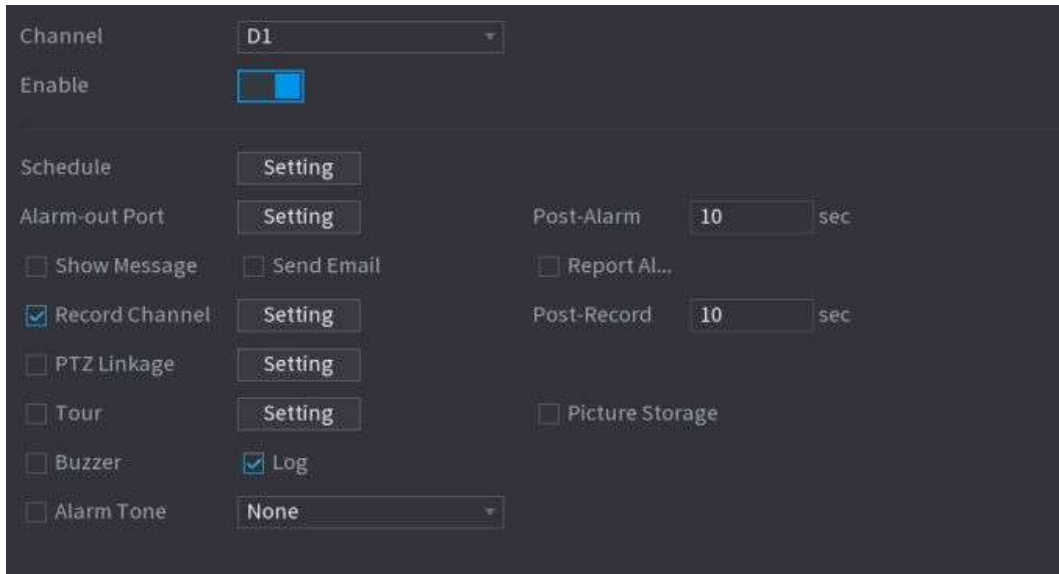 Channel D1
Enable
Schedule Setting
Alarm-out Port Setting Post-Alarm 10 sec
Show Message Send Email Report Al...
Record Channel Setting Post-Record 10 sec
PTZ Linkage Setting
Tour Setting Picture Storage
Buzzer Log
Alarm Tone None